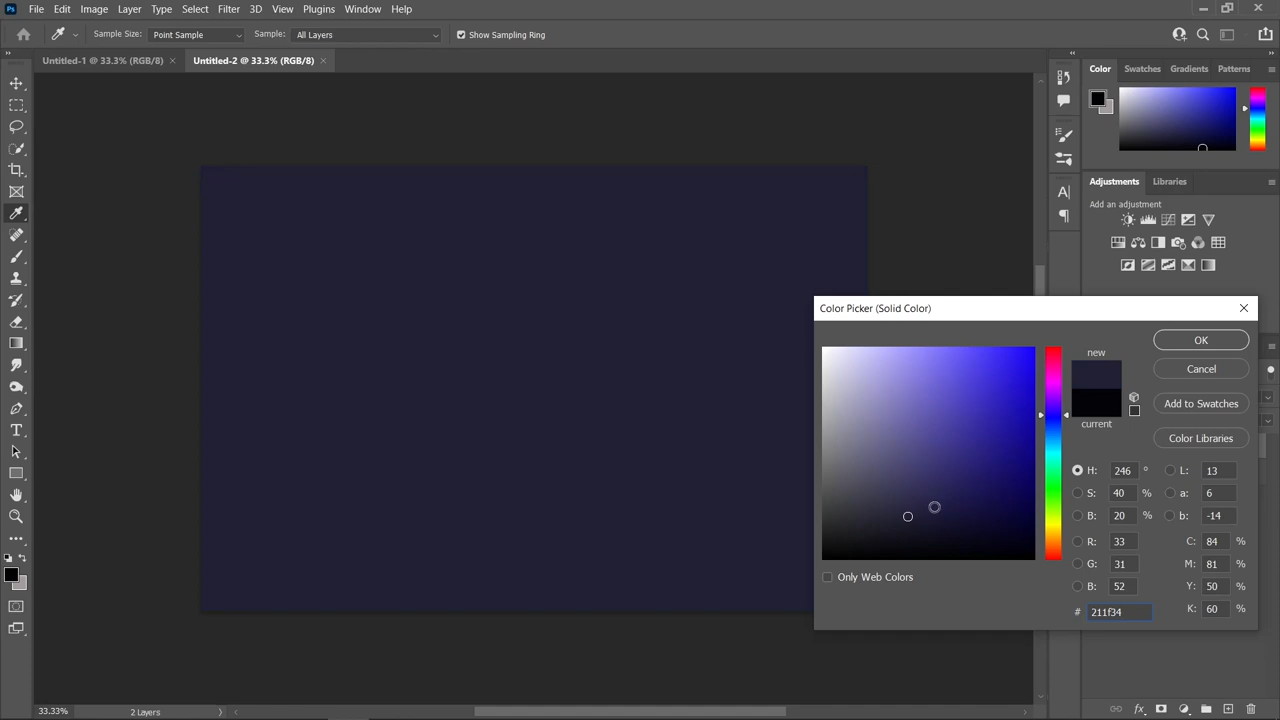 Ps File Edit Image Layer Type Select Filter 3D View Plugins Window Help
Sample Size: Point Sample Sample: All Layers Show Sampling Ring
Untitled-1 @ 33.3% (RGB/8) × Untitled-2 @ 33.3% (RGB/8) ×
Color Swatches Gradients Patterns
Adjustments Libraries
Add an adjustment
Color Picker (Solid Color)
new
OK
Cancel
Add to Swatches
current
Color Libraries
H: 246 ° L: 13
S: 40 % a: 6
B: 20 % b: -14
R: 33 C: 84 %
G: 31 M: 81 %
B: 52 Y: 50 %
# 211f34 K: 60 %
Only Web Colors
33.33% 2 Layers